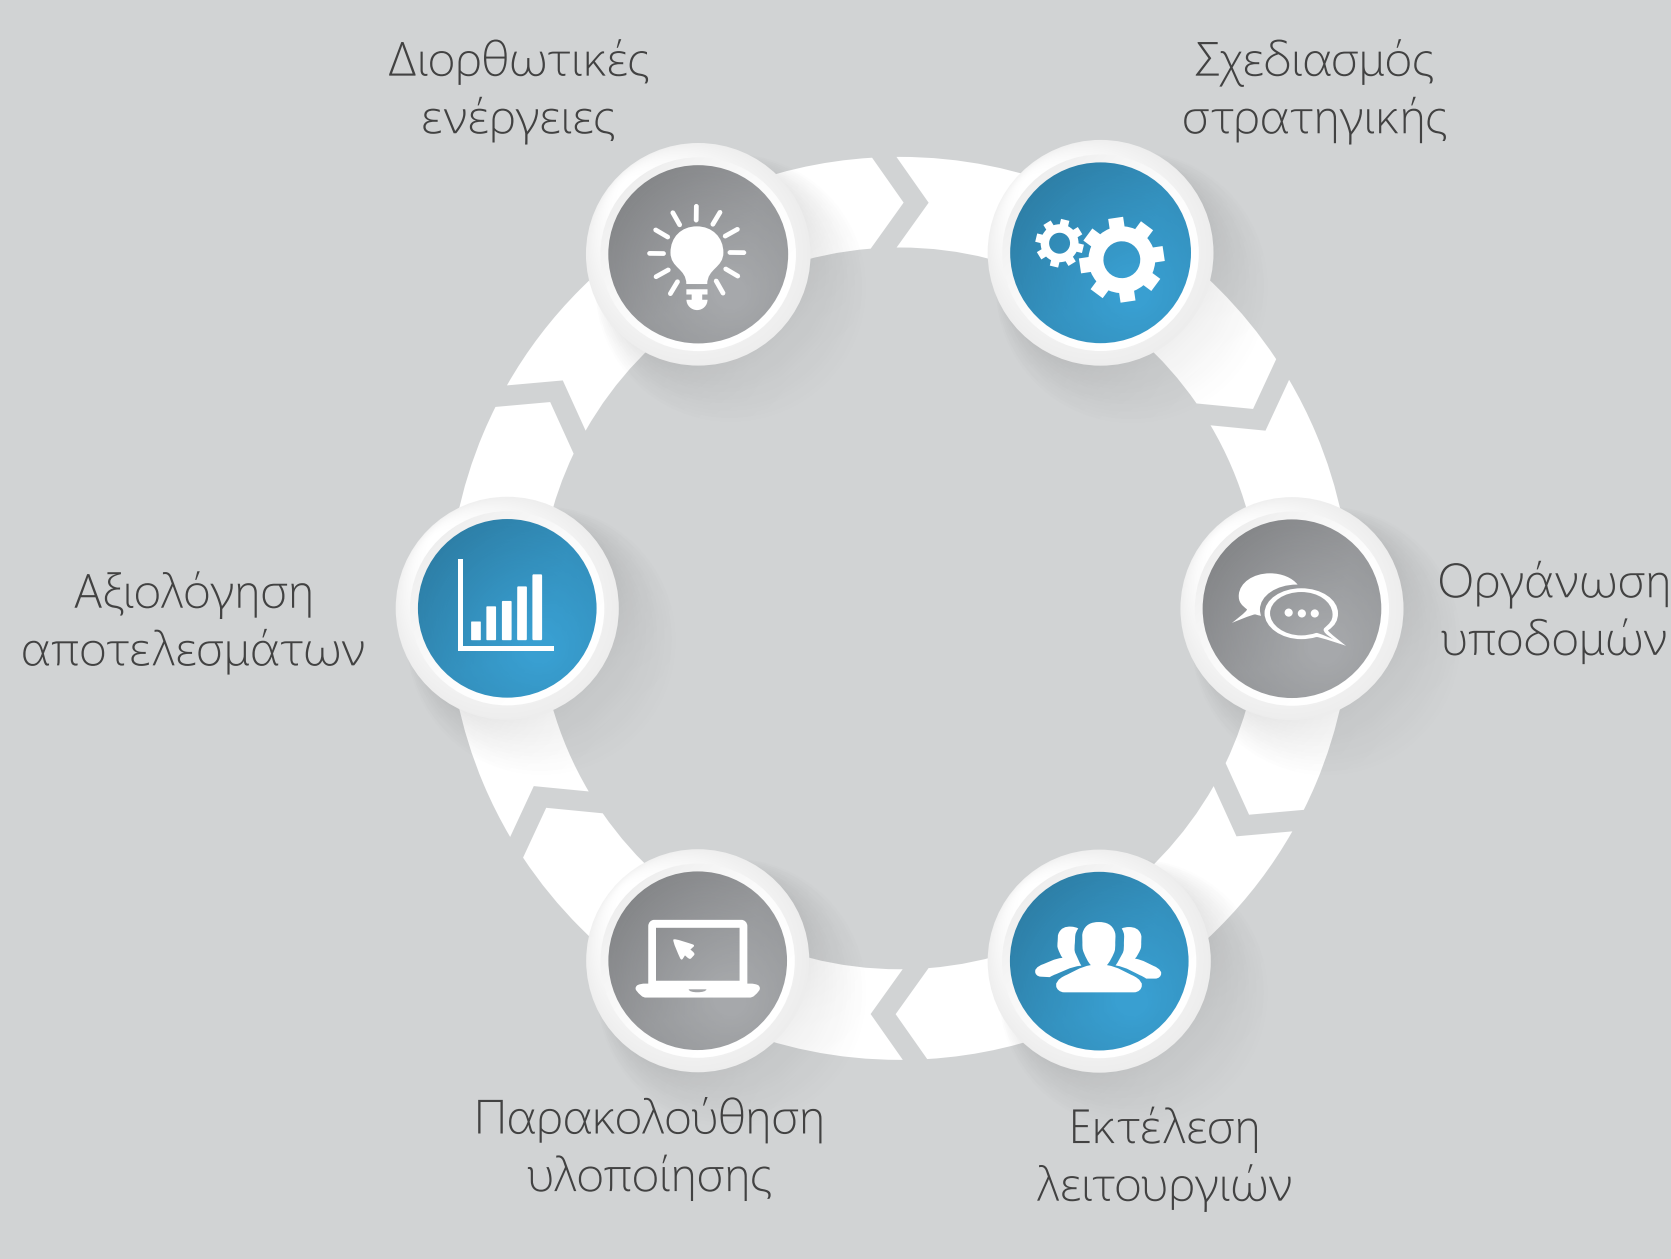 Διορθωτικές
ενέργειες
Σχεδιασμός
στρατηγικής
Οργάνωση
υποδομών
Εκτέλεση
λειτουργιών
Παρακολούθηση
υλοποίησης
Αξιολόγηση
αποτελεσμάτων